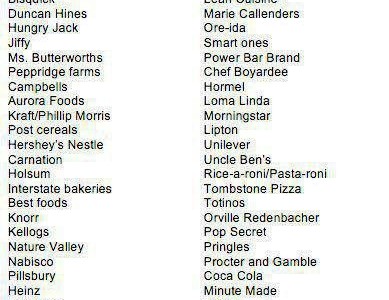 Bisquick
Lean Cuisine
Duncan Hines
Marie Callenders
Hungry Jack
Ore-ida
Jiffy
Smart ones
Ms. Butterworths
Power Bar Brand
Peppridge farms
Chef Boyardee
Campbells
Hormel
Aurora Foods
Loma Linda
Kraft/Phillip Morris
Morningstar
Post cereals
Lipton
Hershey's Nestle
Unilever
Carnation
Uncle Ben's
Holsum
Rice-a-roni/Pasta-roni
Interstate bakeries
Tombstone Pizza
Best foods
Totinos
Knorr
Orville Redenbacher
Kellogs
Pop Secret
Nature Valley
Pringles
Nabisco
Procter and Gamble
Pillsbury
Coca Cola
Heinz
Minute Made